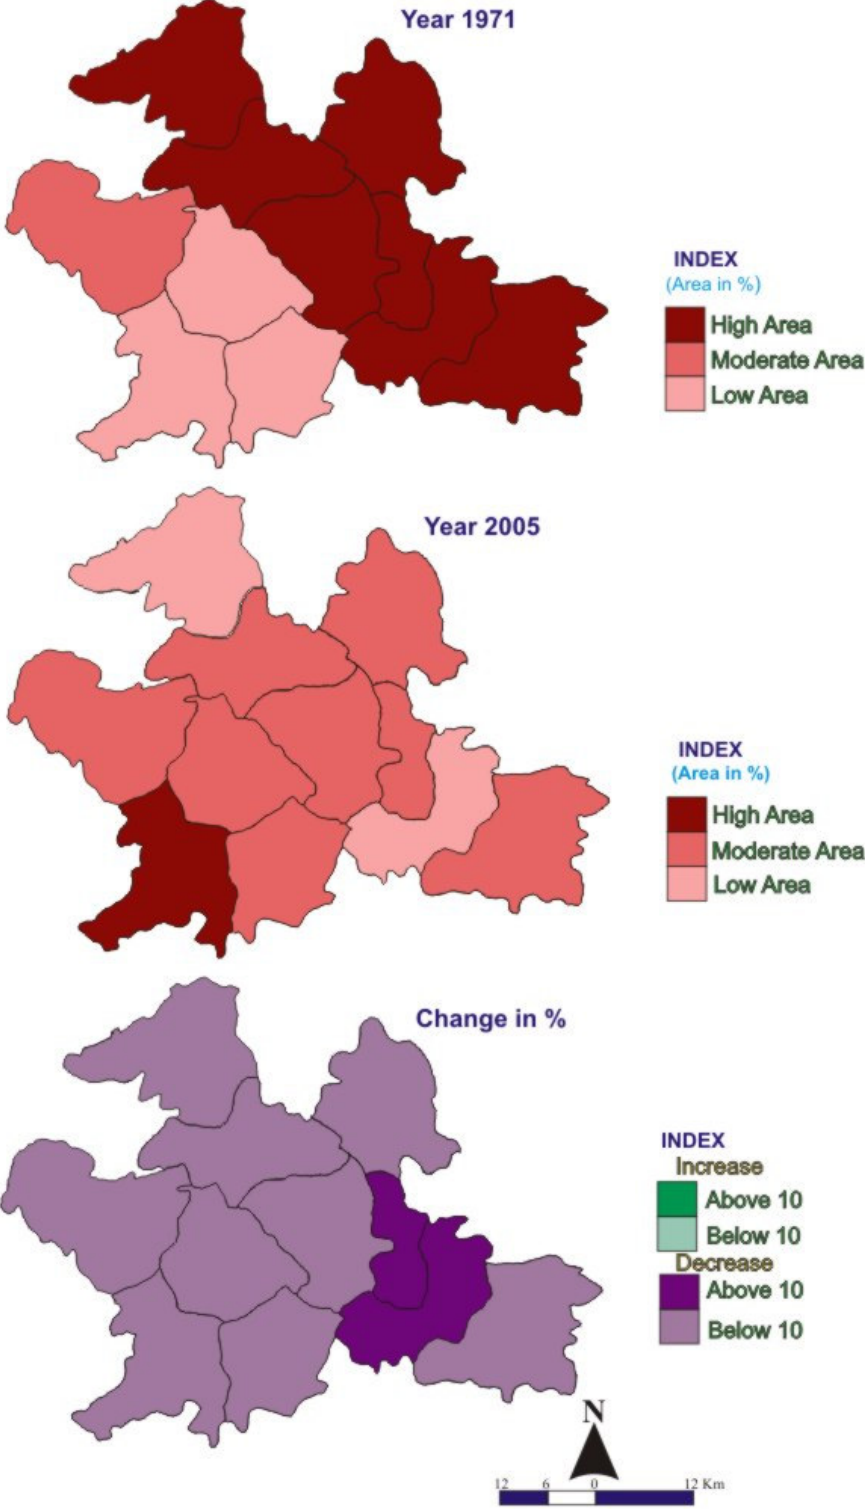 Year 1971
INDEX
(Area in %)
High Area
Moderate Area
Low Area
Year 2005
INDEX
(Area in %)
High Area
Moderate Area
Low Area
Change in %
INDEX
Increase
Above 10
Below 10
Decrease
Above 10
Below 10
N
12 6 0 12 Km